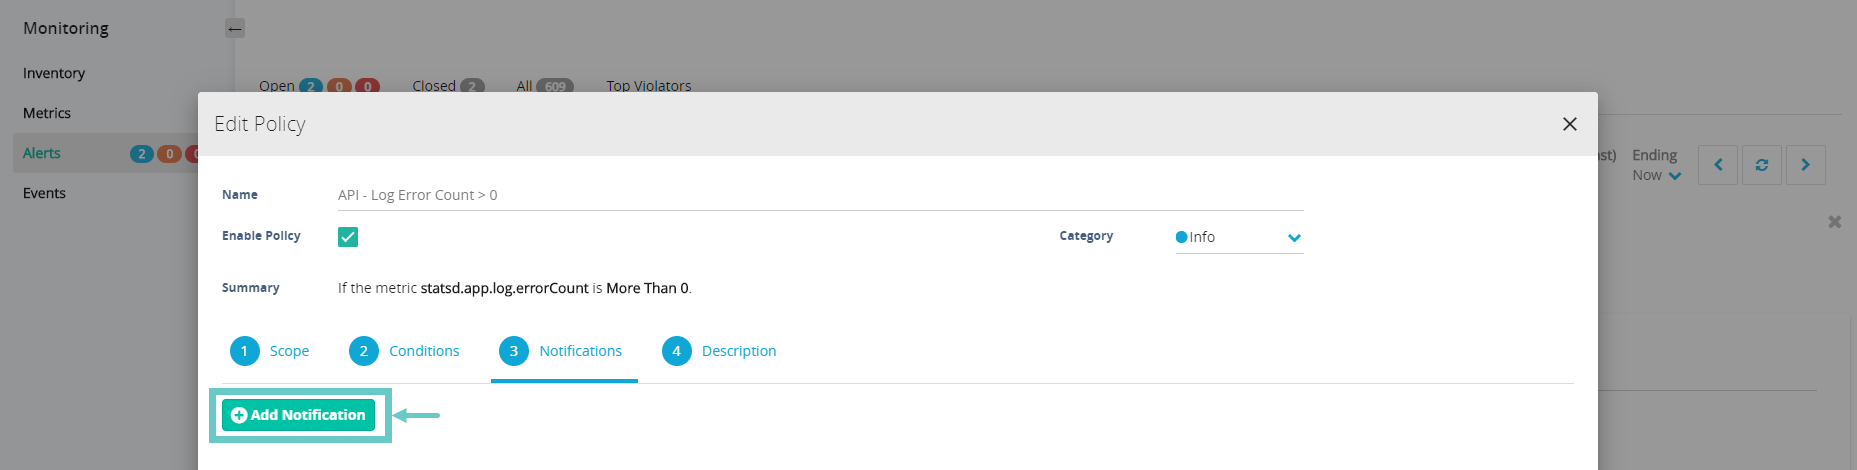 Monitoring
Inventory
Metrics
Alerts 2 0
Events
Open 2 0 0 Closed 2 All 609 Top Violators
Ending
Now
Edit Policy
Name API - Log Error Count > 0
Enable Policy Category Info
Summary If the metric statsd.app.log.errorCount is More Than 0.
1 Scope 2 Conditions 3 Notifications 4 Description
Add Notification